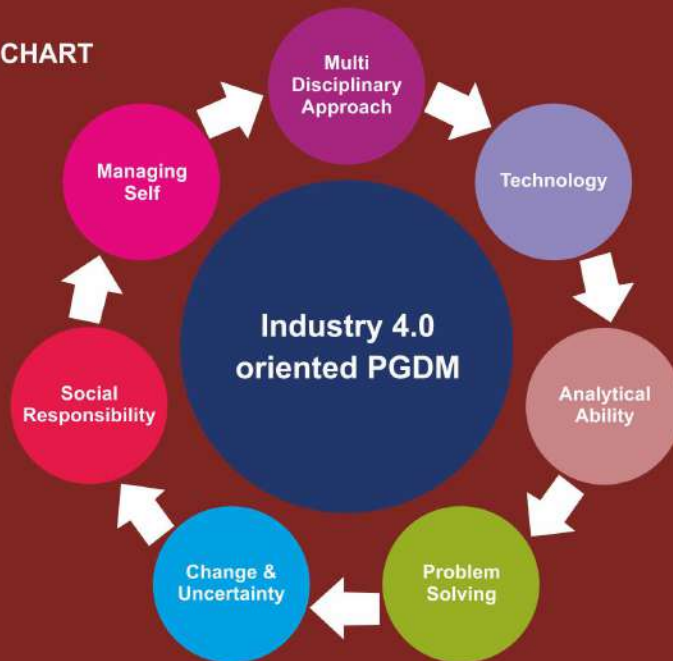 CHART
Multi
Disciplinary
Approach
Technology
Analytical
Ability
Problem
Solving
Change &
Uncertainty
Social
Responsibility
Managing
Self
Industry 4.0
oriented PGDM